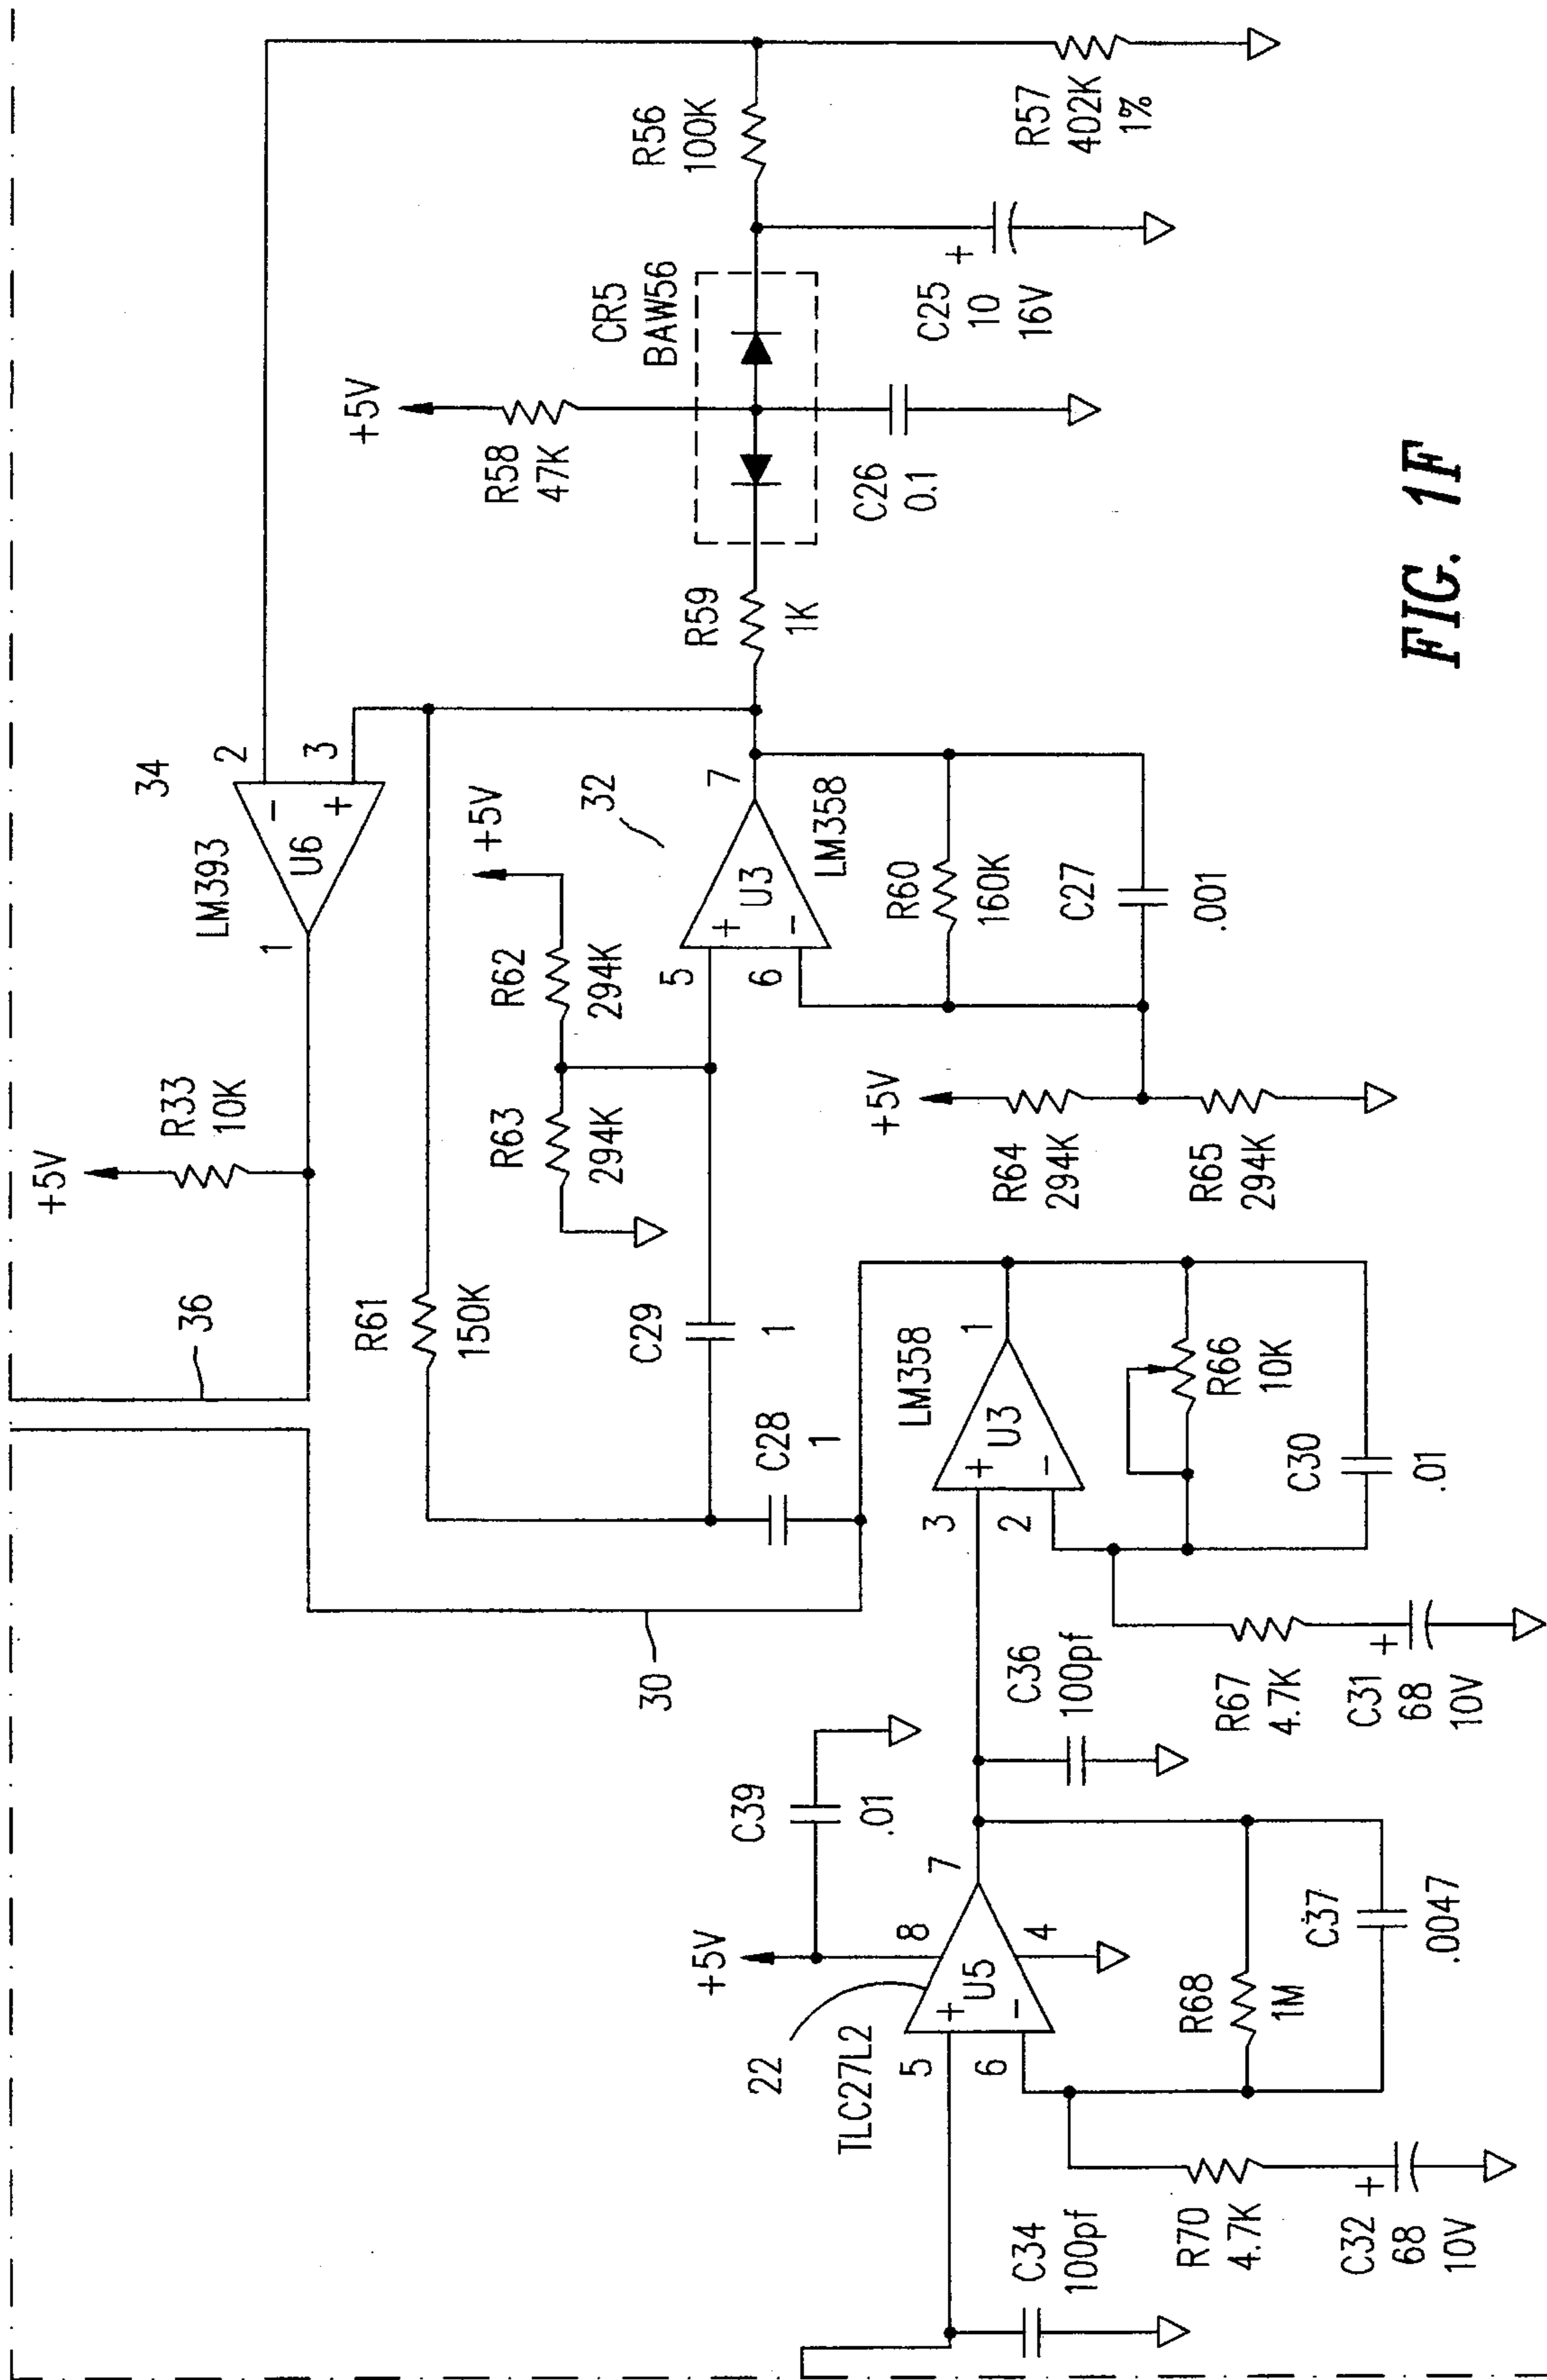 +5V
R33
10K
36
LM393
34
1
U6
-
+
2
3
R61
150K
+5V
R62
294K
R63
294K
C29
1
C28
1
30
32
5
6
+
-
U3
7
LM358
R60
160K
C27
.001
+5V
R64
294K
R65
294K
+5V
R58
47K
CR5
BAW56
R59
1K
C26
0.1
R56
100K
C25
+
10
16V
R57
402K
1%
LM358
3
2
+
-
U3
1
R66
10K
C30
.01
R67
4.7K
C31
+
68
10V
C36
100pf
C39
.01
+5V
8
7
4
22
TLC27L2
5
6
+
-
U5
R68
1M
C37
.0047
R70
4.7K
C32
+
68
10V
C34
100pf
FIG. 1F